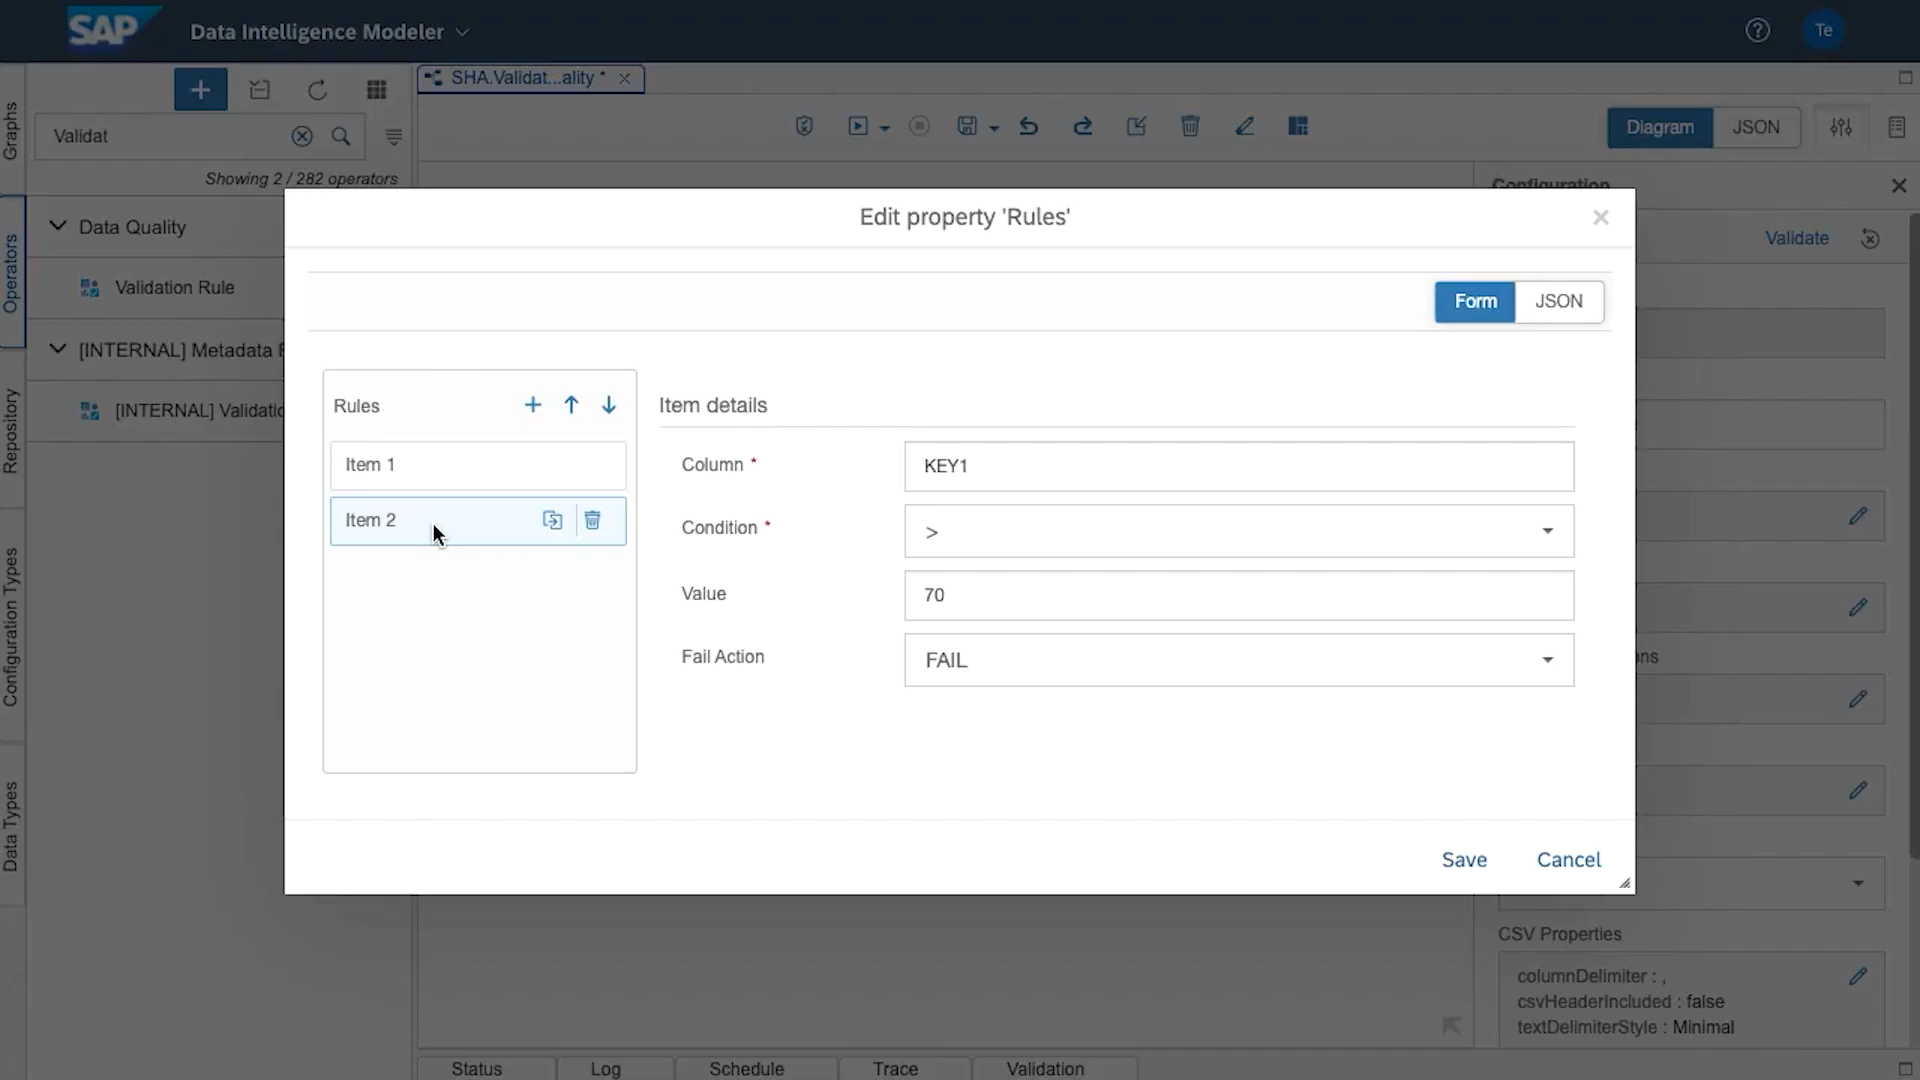 SAP
Data Intelligence Modeler
Te
SHA.Validat...ality *
Graphs
Operators
Repository
Configuration Types
Data Types
Validat
Showing 2 / 282 operators
Data Quality
Validation Rule
[INTERNAL] Metadata
[INTERNAL] Validatio
Diagram
JSON
Configuration
Validate
Edit property 'Rules'
Form
JSON
Rules
Item 1
Item 2
Item details
Column *
KEY1
Condition *
>
Value
70
Fail Action
FAIL
Save
Cancel
ns
CSV Properties
columnDelimiter : ,
csvHeaderIncluded : false
textDelimiterStyle : Minimal
Status
Log
Schedule
Trace
Validation